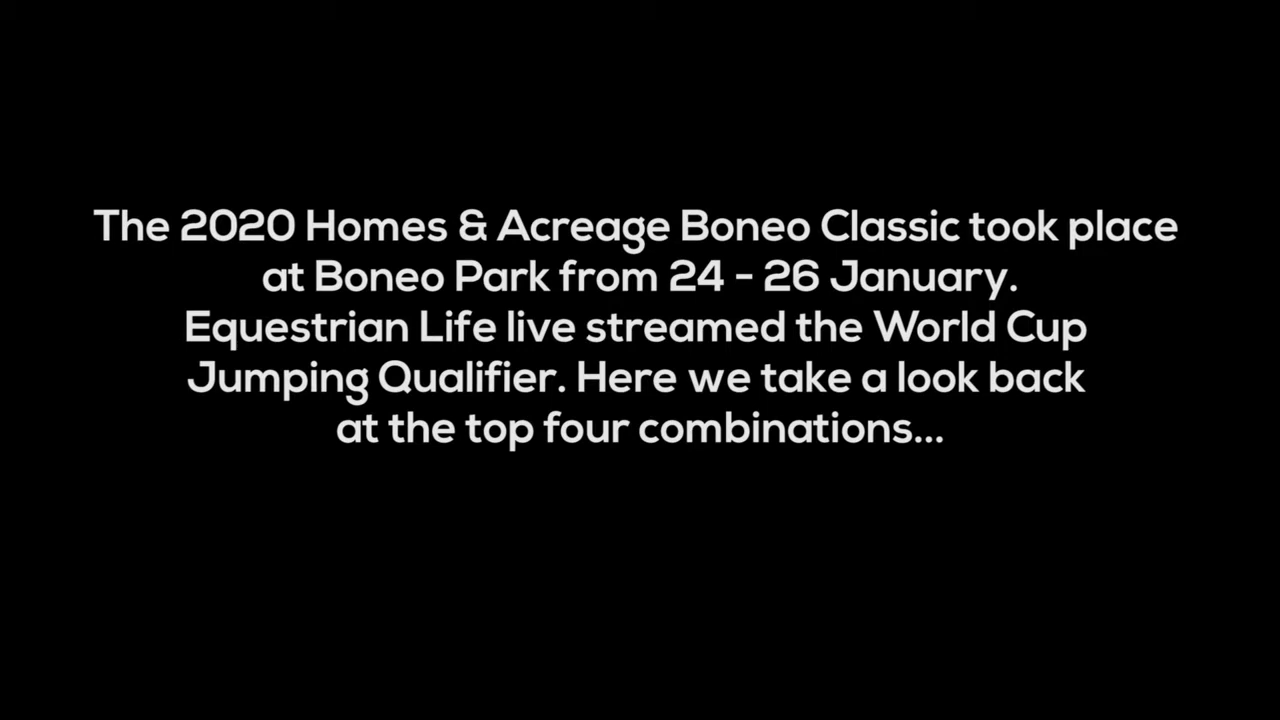 The 2020 Homes & Acreage Boneo Classic took place
at Boneo Park from 24 - 26 January.
Equestrian Life live streamed the World Cup
Jumping Qualifier. Here we take a look back
at the top four combinations...